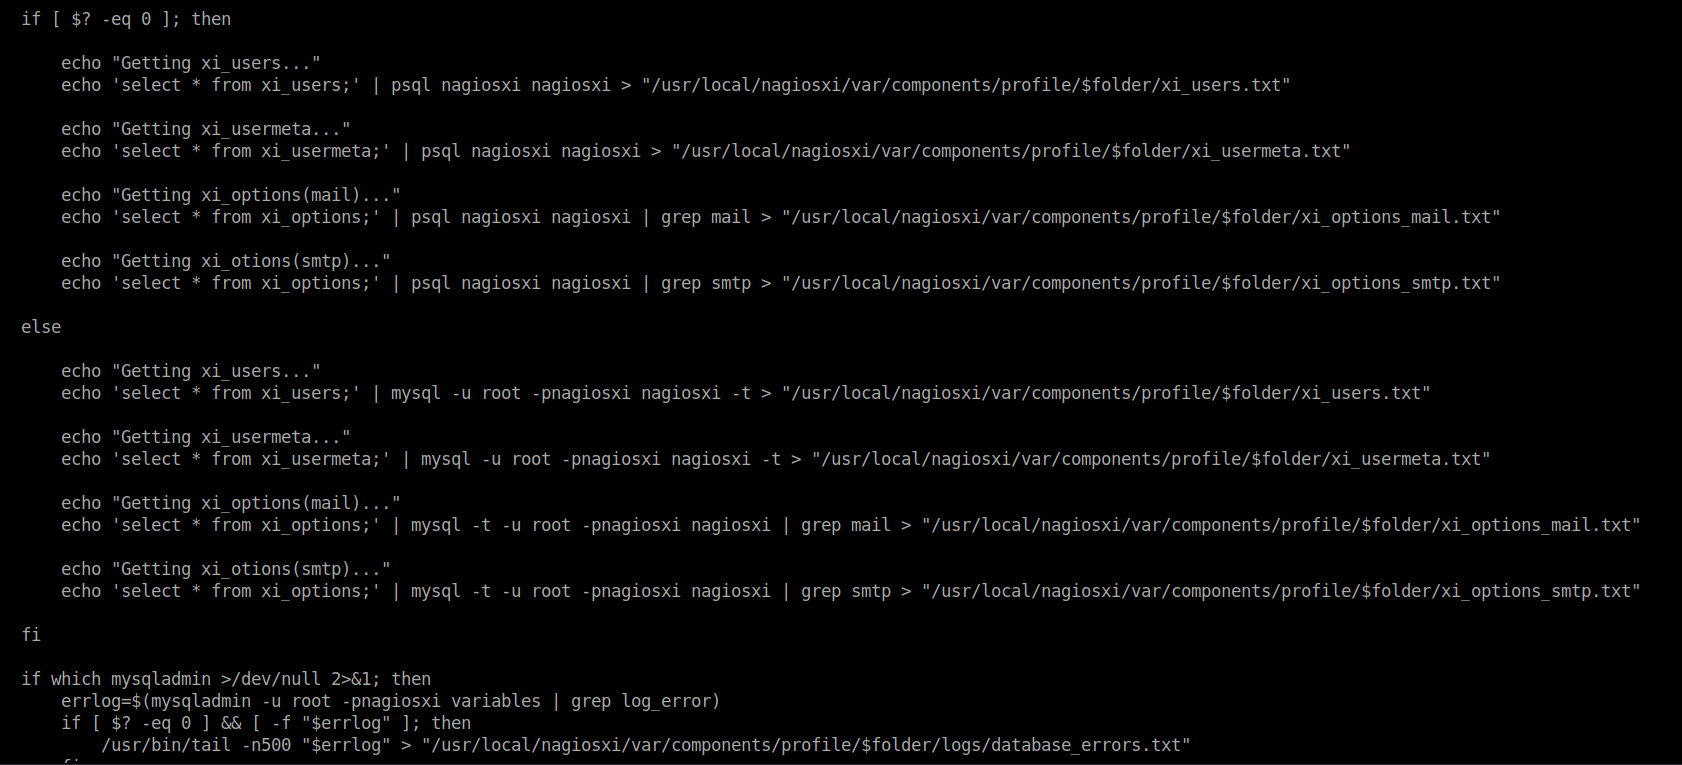 if [ $? -eq 0 ]; then
echo "Getting xi_users..."
echo 'select * from xi_users;' | psql nagiosxi nagiosxi > "/usr/local/nagiosxi/var/components/profile/$folder/xi_users.txt"
echo "Getting xi_usermeta..."
echo 'select * from xi_usermeta;' | psql nagiosxi nagiosxi > "/usr/local/nagiosxi/var/components/profile/$folder/xi_usermeta.txt"
echo "Getting xi_options(mail)..."
echo 'select * from xi_options;' | psql nagiosxi nagiosxi | grep mail > "/usr/local/nagiosxi/var/components/profile/$folder/xi_options_mail.txt"
echo "Getting xi_otions(smtp)..."
echo 'select * from xi_options;' | psql nagiosxi nagiosxi | grep smtp > "/usr/local/nagiosxi/var/components/profile/$folder/xi_options_smtp.txt"
else
echo "Getting xi_users..."
echo 'select * from xi_users;' | mysql -u root -pnagiosxi nagiosxi -t > "/usr/local/nagiosxi/var/components/profile/$folder/xi_users.txt"
echo "Getting xi_usermeta..."
echo 'select * from xi_usermeta;' | mysql -u root -pnagiosxi nagiosxi -t > "/usr/local/nagiosxi/var/components/profile/$folder/xi_usermeta.txt"
echo "Getting xi_options(mail)..."
echo 'select * from xi_options;' | mysql -t -u root -pnagiosxi nagiosxi | grep mail > "/usr/local/nagiosxi/var/components/profile/$folder/xi_options_mail.txt"
echo "Getting xi_otions(smtp)..."
echo 'select * from xi_options;' | mysql -t -u root -pnagiosxi nagiosxi | grep smtp > "/usr/local/nagiosxi/var/components/profile/$folder/xi_options_smtp.txt"
fi
if which mysqladmin >/dev/null 2>&1; then
errlog=$(mysqladmin -u root -pnagiosxi variables | grep log_error)
if [ $? -eq 0 ] && [ -f "$errlog" ]; then
/usr/bin/tail -n500 "$errlog" > "/usr/local/nagiosxi/var/components/profile/$folder/logs/database_errors.txt"